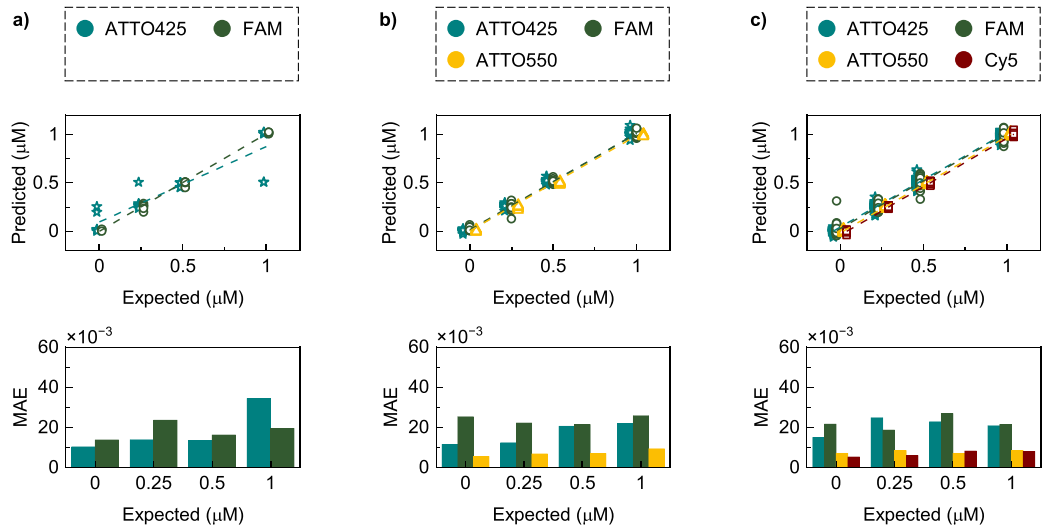 a)
ATTO425 FAM
b)
ATTO425 FAM
ATTO550
c)
ATTO425 FAM
ATTO550 Cy5
Predicted (μM)
1
0.5
0
0 0.5 1
Expected (μM)
Predicted (μM)
1
0.5
0
0 0.5 1
Expected (μM)
Predicted (μM)
1
0.5
0
0 0.5 1
Expected (μM)
×10⁻³
MAE
60
40
20
0
0 0.25 0.5 1
Expected (μM)
×10⁻³
MAE
60
40
20
0
0 0.25 0.5 1
Expected (μM)
×10⁻³
MAE
60
40
20
0
0 0.25 0.5 1
Expected (μM)